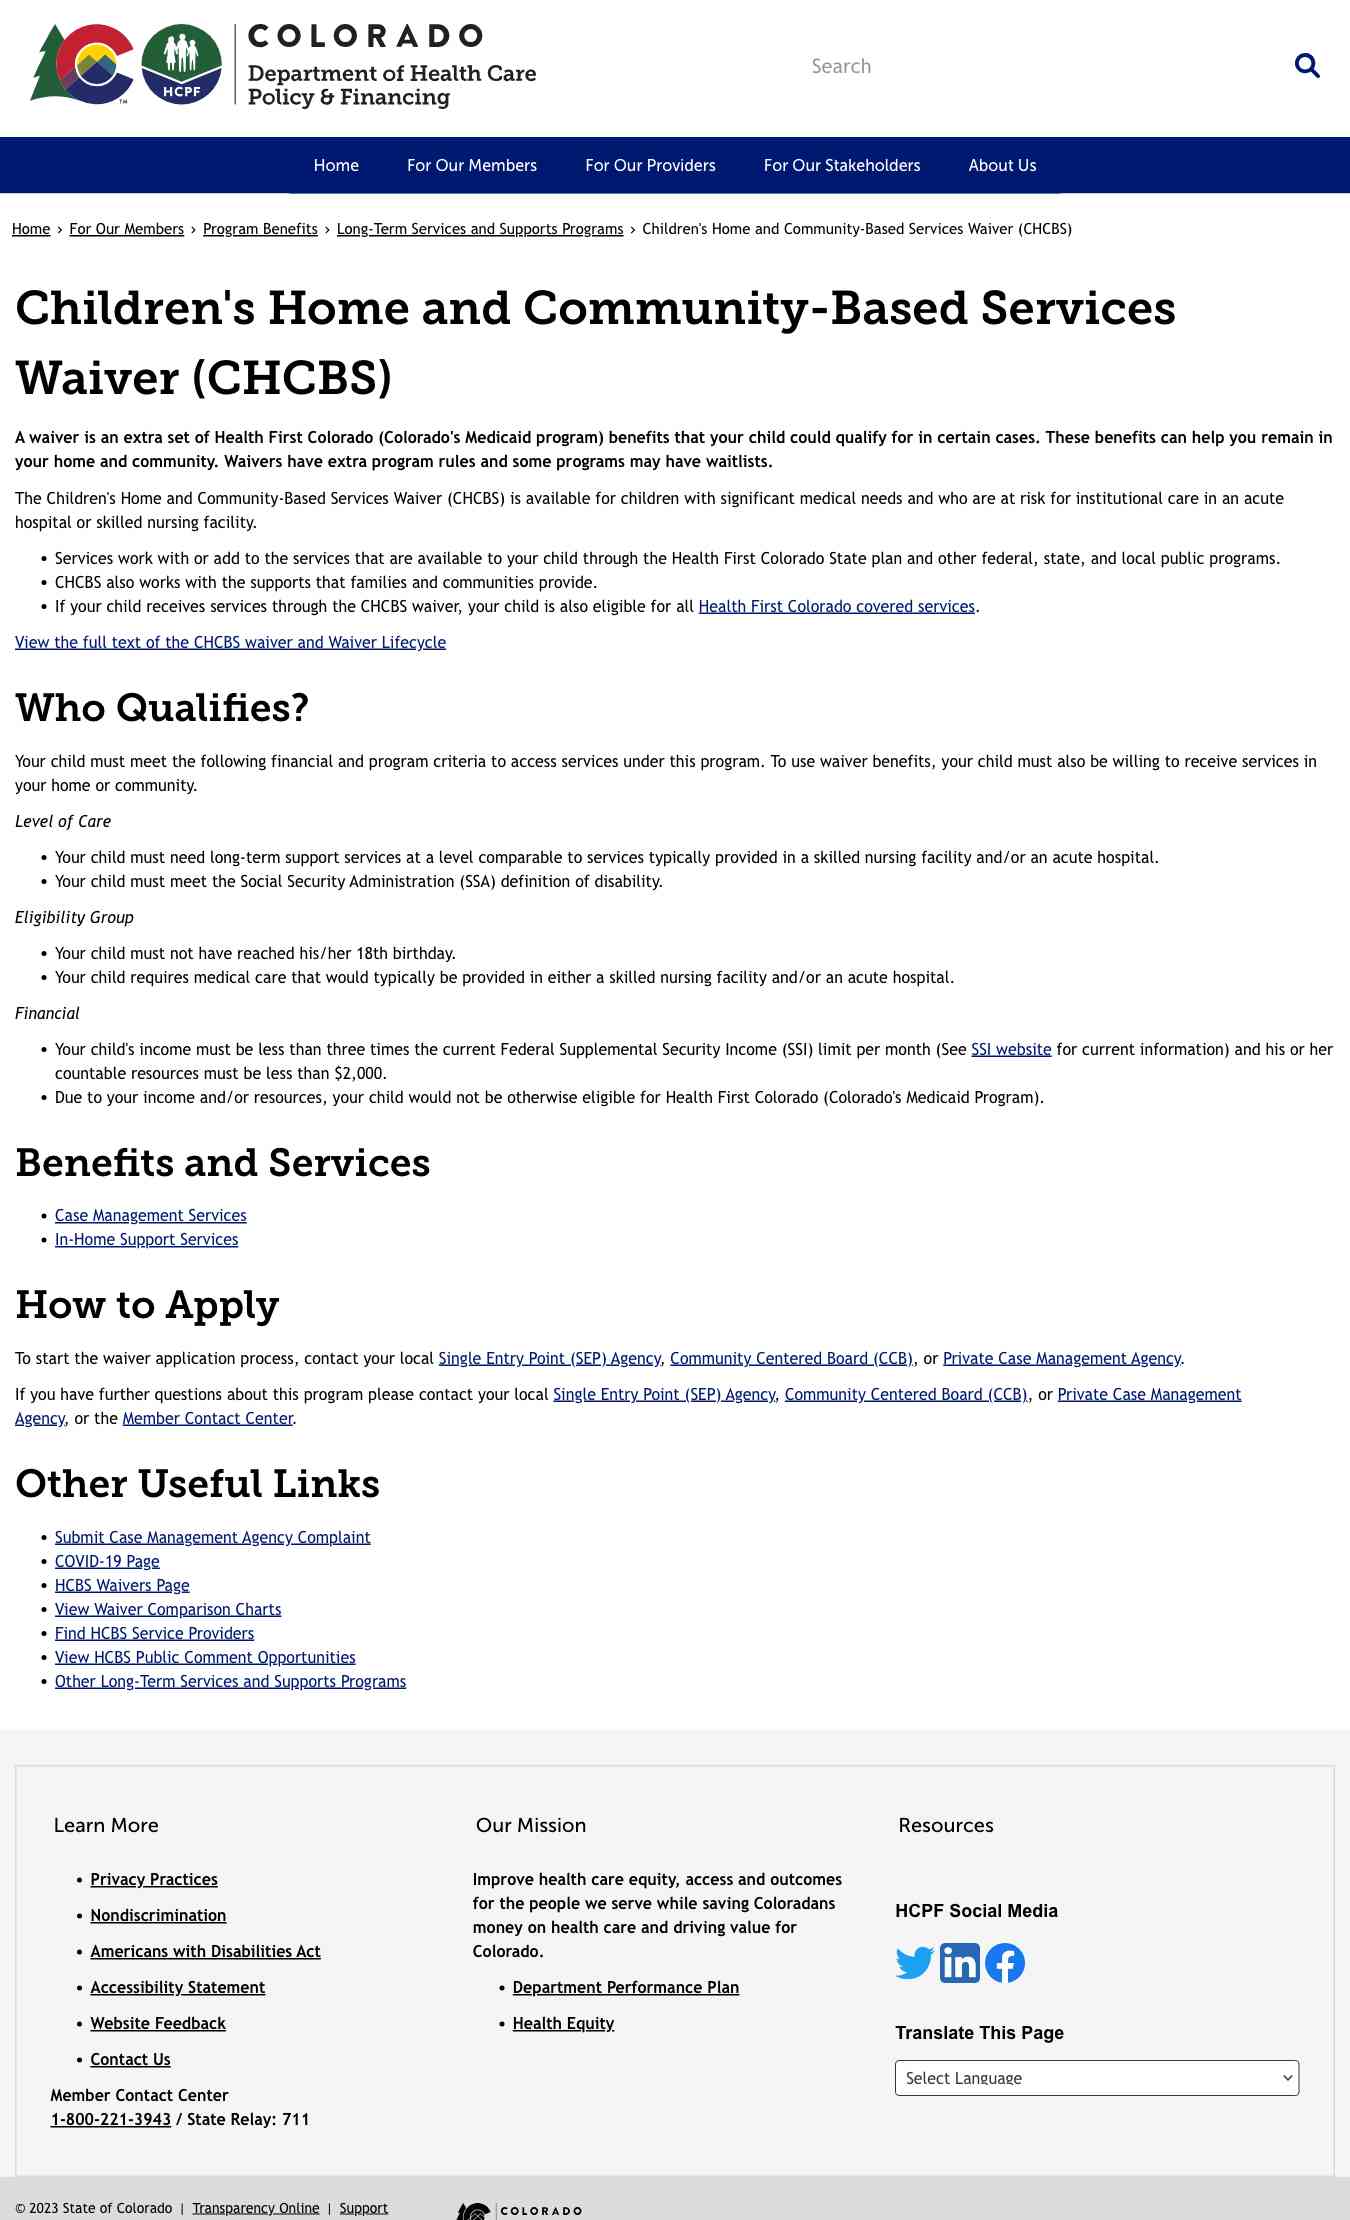 COLORADO
Department of Health Care
Policy & Financing
HCPF
TM
Search
Home
For Our Members
For Our Providers
For Our Stakeholders
About Us
Home › For Our Members › Program Benefits › Long-Term Services and Supports Programs › Children's Home and Community-Based Services Waiver (CHCBS)
Children's Home and Community-Based Services
Waiver (CHCBS)
A waiver is an extra set of Health First Colorado (Colorado's Medicaid program) benefits that your child could qualify for in certain cases. These benefits can help you remain in
your home and community. Waivers have extra program rules and some programs may have waitlists.
The Children's Home and Community-Based Services Waiver (CHCBS) is available for children with significant medical needs and who are at risk for institutional care in an acute
hospital or skilled nursing facility.
• Services work with or add to the services that are available to your child through the Health First Colorado State plan and other federal, state, and local public programs.
• CHCBS also works with the supports that families and communities provide.
• If your child receives services through the CHCBS waiver, your child is also eligible for all Health First Colorado covered services.
View the full text of the CHCBS waiver and Waiver Lifecycle
Who Qualifies?
Your child must meet the following financial and program criteria to access services under this program. To use waiver benefits, your child must also be willing to receive services in
your home or community.
Level of Care
• Your child must need long-term support services at a level comparable to services typically provided in a skilled nursing facility and/or an acute hospital.
• Your child must meet the Social Security Administration (SSA) definition of disability.
Eligibility Group
• Your child must not have reached his/her 18th birthday.
• Your child requires medical care that would typically be provided in either a skilled nursing facility and/or an acute hospital.
Financial
• Your child's income must be less than three times the current Federal Supplemental Security Income (SSI) limit per month (See SSI website for current information) and his or her
countable resources must be less than $2,000.
• Due to your income and/or resources, your child would not be otherwise eligible for Health First Colorado (Colorado's Medicaid Program).
Benefits and Services
• Case Management Services
• In-Home Support Services
How to Apply
To start the waiver application process, contact your local Single Entry Point (SEP) Agency, Community Centered Board (CCB), or Private Case Management Agency.
If you have further questions about this program please contact your local Single Entry Point (SEP) Agency, Community Centered Board (CCB), or Private Case Management
Agency, or the Member Contact Center.
Other Useful Links
• Submit Case Management Agency Complaint
• COVID-19 Page
• HCBS Waivers Page
• View Waiver Comparison Charts
• Find HCBS Service Providers
• View HCBS Public Comment Opportunities
• Other Long-Term Services and Supports Programs
Learn More
• Privacy Practices
• Nondiscrimination
• Americans with Disabilities Act
• Accessibility Statement
• Website Feedback
• Contact Us
Member Contact Center
1-800-221-3943 / State Relay: 711
Our Mission
Improve health care equity, access and outcomes
for the people we serve while saving Coloradans
money on health care and driving value for
Colorado.
• Department Performance Plan
• Health Equity
Resources
HCPF Social Media
in
Translate This Page
Select Language
© 2023 State of Colorado | Transparency Online | Support
COLORADO